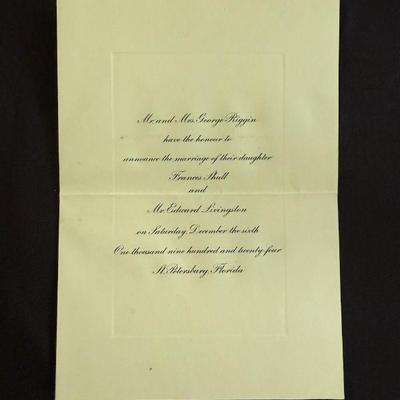 Mr. and Mrs. George Riggin
have the honour to
announce the marriage of their daughter
Frances Shull
and
Mr. Edward Livingston
on Saturday, December the sixth
One thousand nine hundred and twenty-four
St. Petersburg, Florida